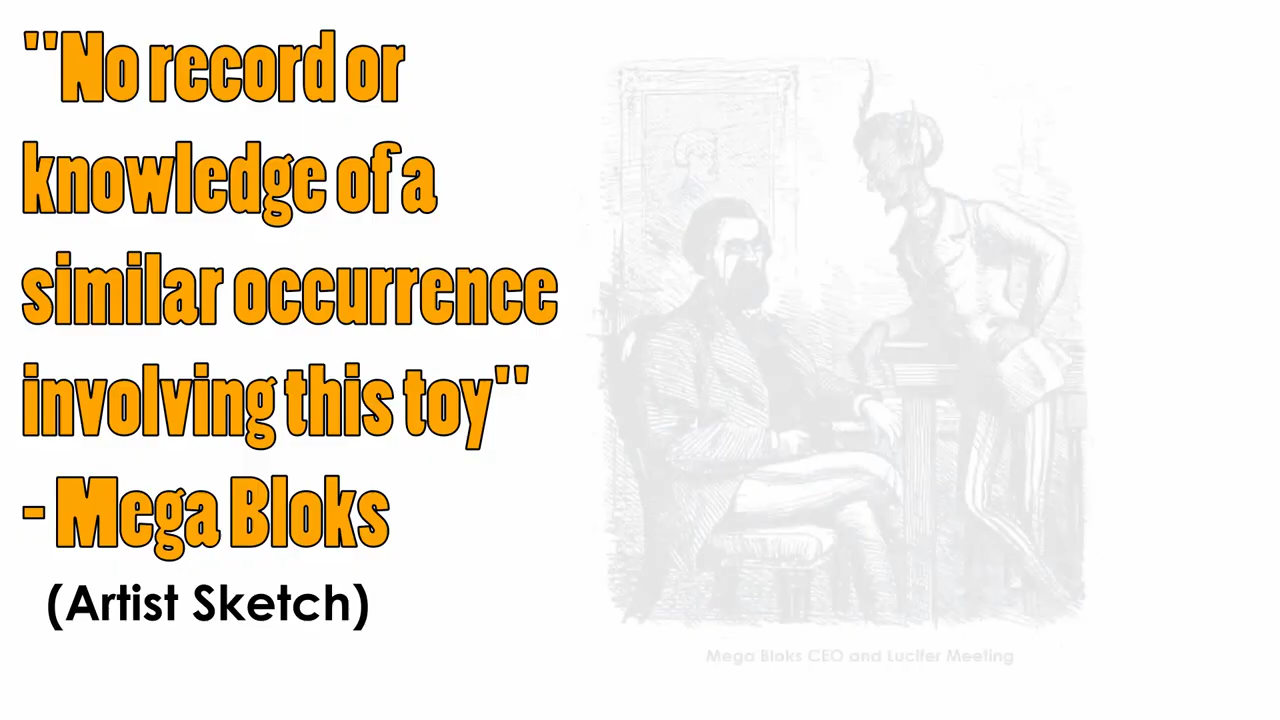 "No record or
knowledge of a
similar occurrence
involving this toy"
- Mega Bloks
(Artist Sketch)
Mega Bloks CEO and Lucifer Meeting